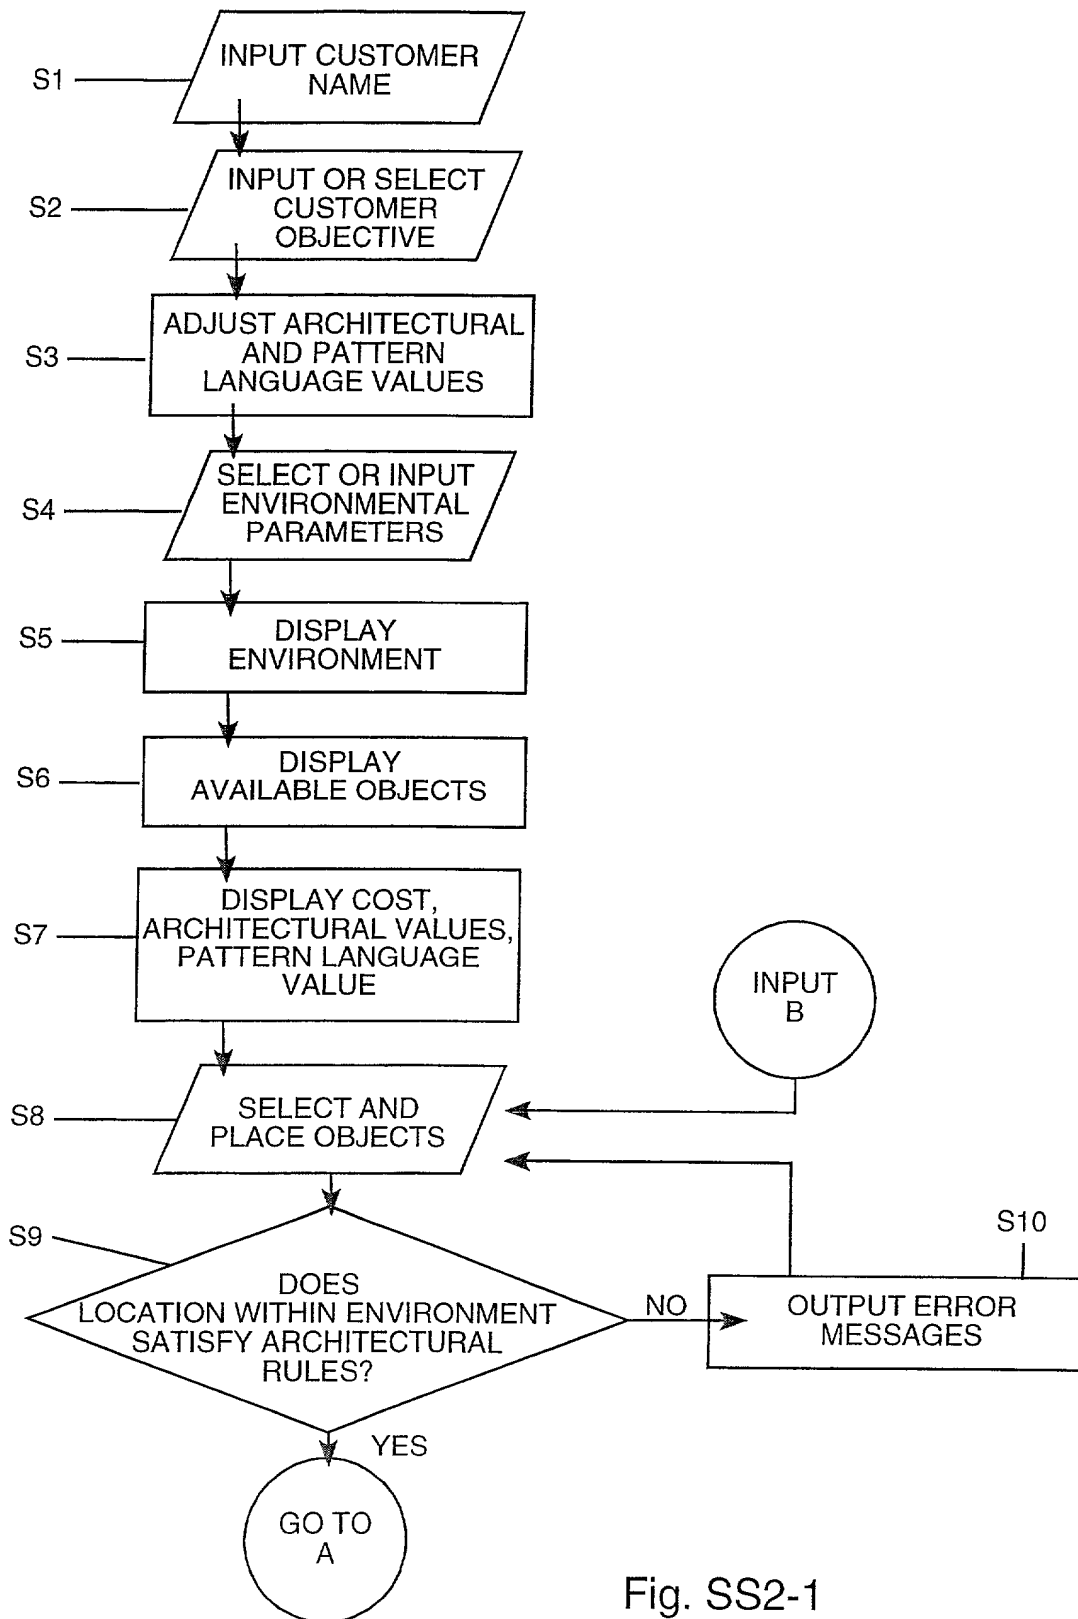 S1
INPUT CUSTOMER
NAME
S2
INPUT OR SELECT
CUSTOMER
OBJECTIVE
S3
ADJUST ARCHITECTURAL
AND PATTERN
LANGUAGE VALUES
S4
SELECT OR INPUT
ENVIRONMENTAL
PARAMETERS
S5
DISPLAY
ENVIRONMENT
S6
DISPLAY
AVAILABLE OBJECTS
S7
DISPLAY COST,
ARCHITECTURAL VALUES,
PATTERN LANGUAGE
VALUE
INPUT
B
S8
SELECT AND
PLACE OBJECTS
S9
DOES
LOCATION WITHIN ENVIRONMENT
SATISFY ARCHITECTURAL
RULES?
NO
S10
OUTPUT ERROR
MESSAGES
YES
GO TO
A
Fig. SS2-1